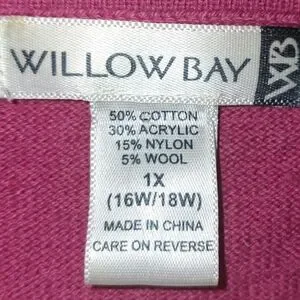 WILLOW BAY WB
50% COTTON
30% ACRYLIC
15% NYLON
5% WOOL
1X
(16W/18W)
MADE IN CHINA
CARE ON REVERSE